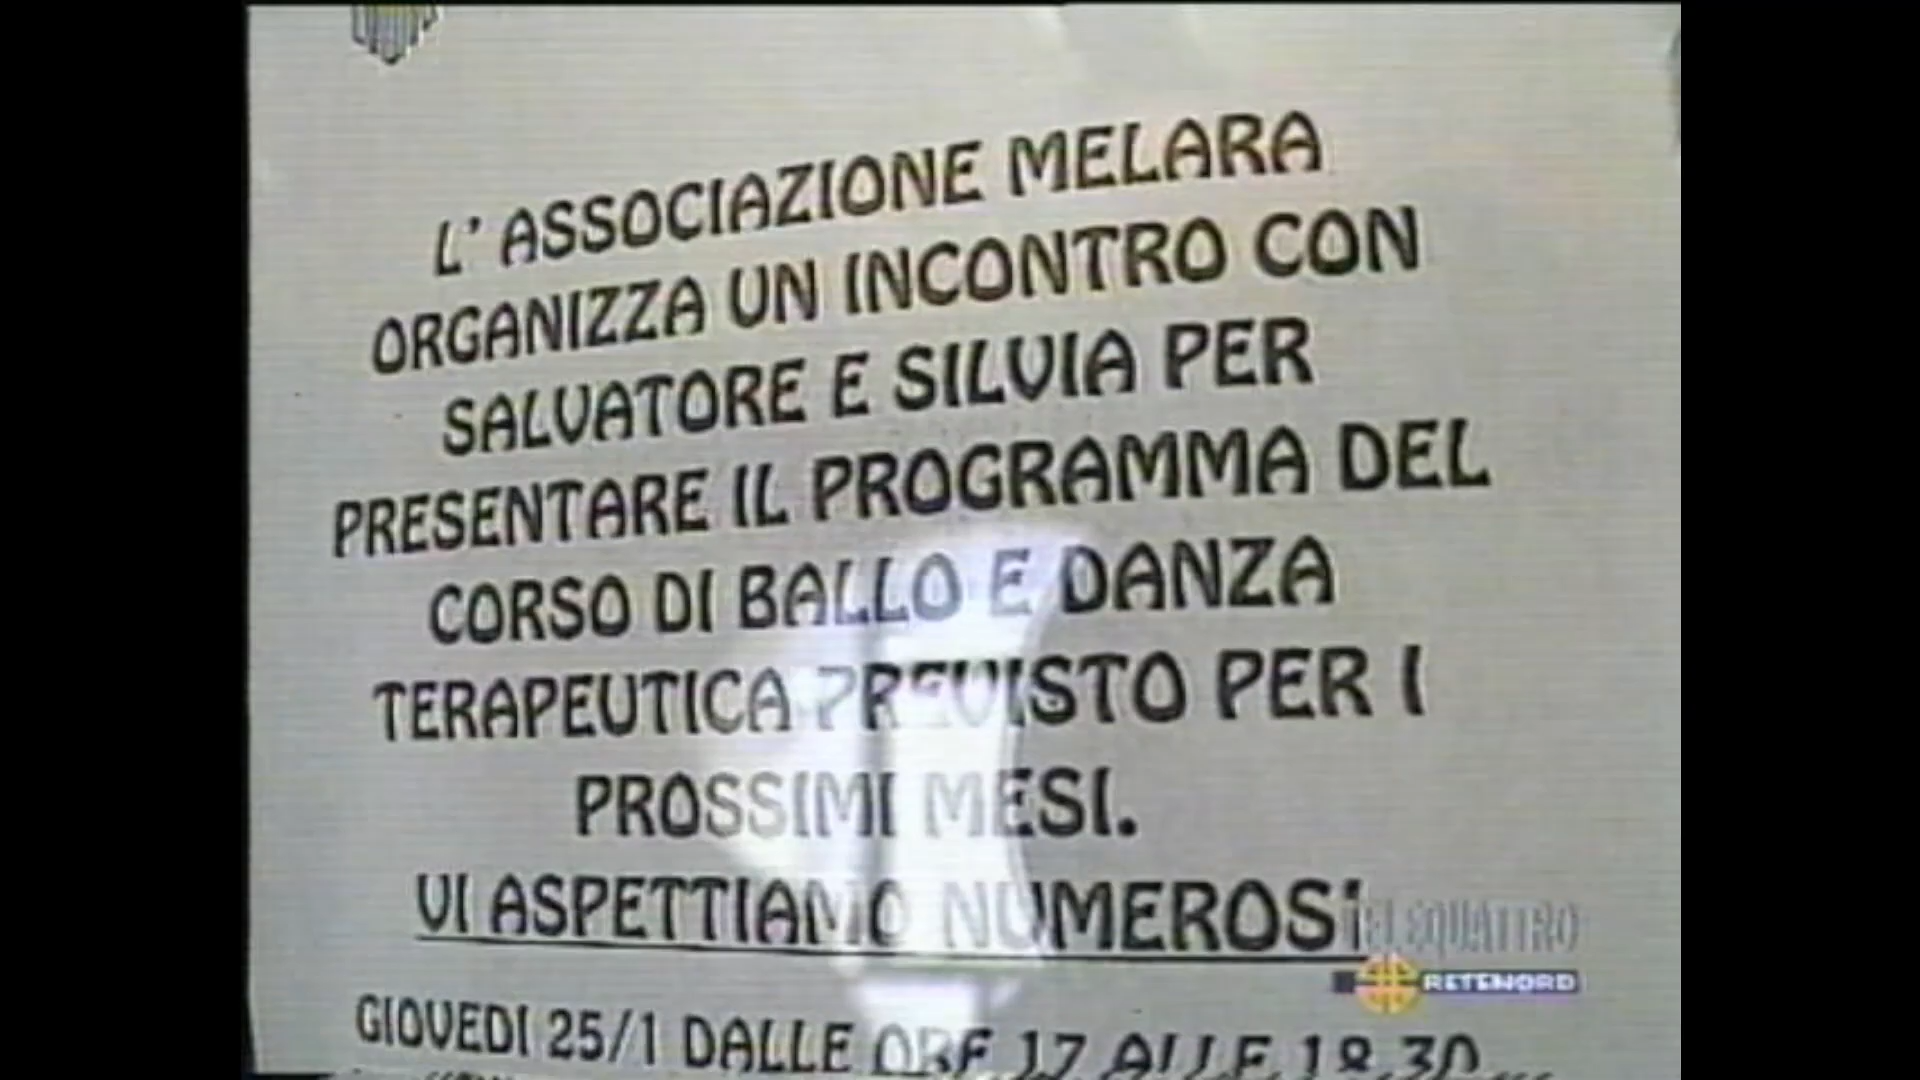 L' ASSOCIAZIONE MELARA
ORGANIZZA UN INCONTRO CON
SALVATORE E SILVIA PER
PRESENTARE IL PROGRAMMA DEL
CORSO DI BALLO E DANZA
TERAPEUTICA PREVISTO PER I
PROSSIMI MESI.
VI ASPETTIAMO NUMEROSi
TELEQUATTRO
RETENORD
GIOVEDI 25/1 DALLE ORE 17 ALLE 18.30